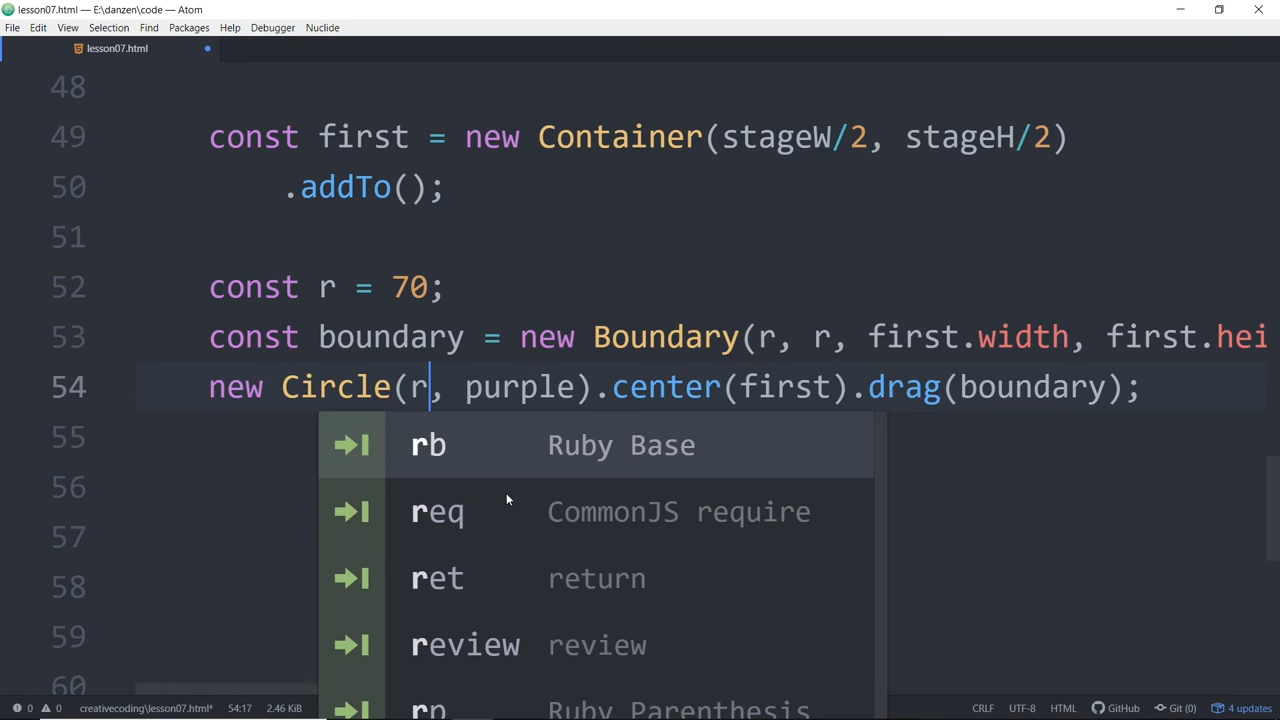 lesson07.html — E:\danzen\code — Atom
File Edit View Selection Find Packages Help Debugger Nuclide
lesson07.html
48
49 const first = new Container(stageW/2, stageH/2)
50 .addTo();
51
52 const r = 70;
53 const boundary = new Boundary(r, r, first.width, first.hei
54 new Circle(r, purple).center(first).drag(boundary);
55
rb Ruby Base
56
req CommonJS require
57
58
ret return
59
review review
60
rp Ruby Parenthesis
0 0 creativecoding\lesson07.html* 54:17 2.46 KiB CRLF UTF-8 HTML GitHub Git (0) 4 updates